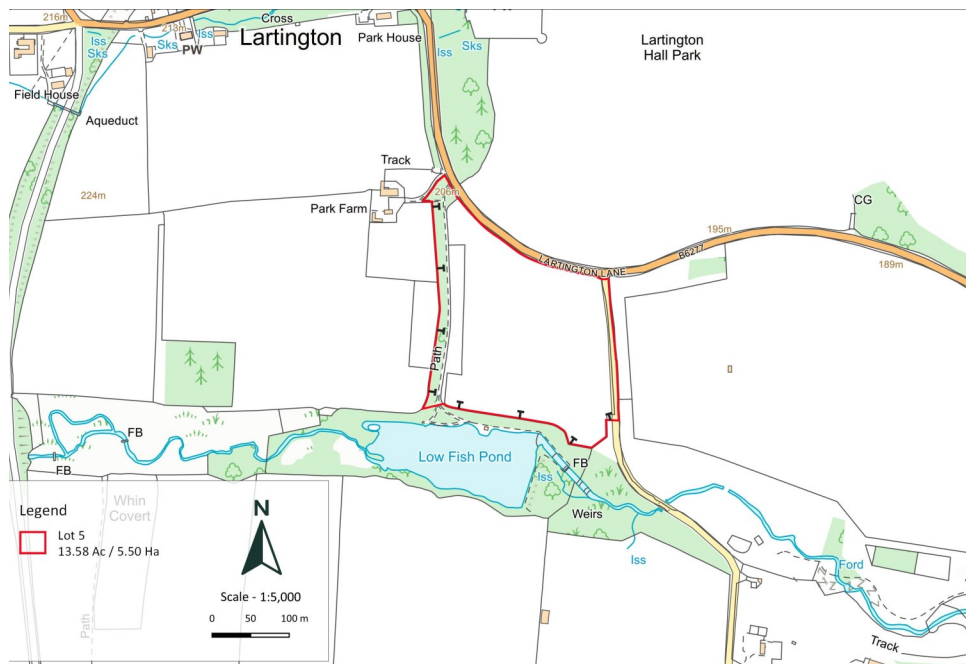 216m
Cross
213m
Iss
Iss
Sks
Sks
PW
Lartington
Park House
Iss
Sks
Lartington
Hall Park
Field House
Aqueduct
Track
224m
206m
Park Farm
CG
195m
B6277
LARTINGTON LANE
189m
Path
FB
FB
Low Fish Pond
FB
Iss
Weirs
Iss
Ford
Track
Whin
Covert
Path
Legend
Lot 5
13.58 Ac / 5.50 Ha
N
Scale - 1:5,000
0 50 100 m